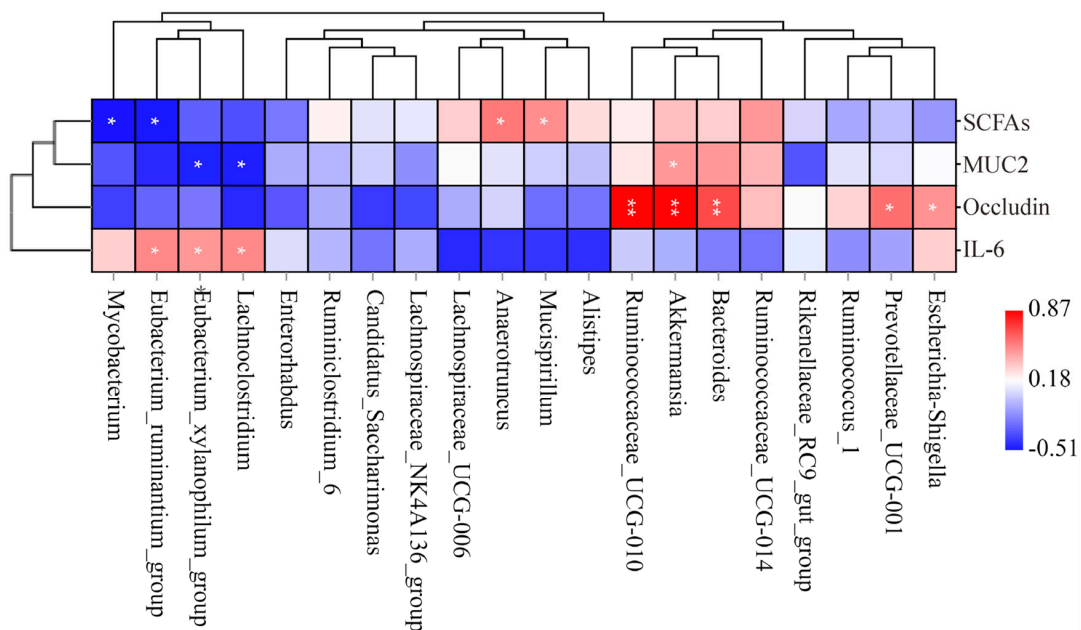 * * * * SCFAs
* * * MUC2
** ** ** * * Occludin
* * * IL-6
Mycobacterium
Eubacterium_ruminantium_group
*Eubacterium_xylanophilum_group
Lachnoclostridium
Enterorhabdus
Ruminiclostridium_6
Candidatus_Saccharimonas
Lachnospiraceae_NK4A136_group
Lachnospiraceae_UCG-006
Anaerotruncus
Mucispirillum
Alistipes
Ruminococcaceae_UCG-010
Akkermansia
Bacteroides
Ruminococcaceae_UCG-014
Rikenellaceae_RC9_gut_group
Ruminococcus_1
Prevotellaceae_UCG-001
Escherichia-Shigella
0.87
0.18
-0.51